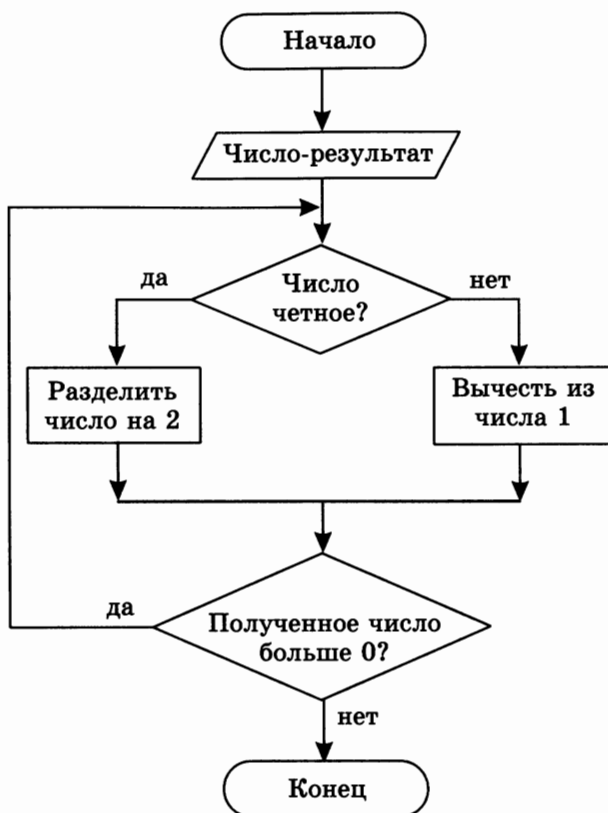 Начало
Число-результат
да
Число
четное?
нет
Разделить
число на 2
Вычесть из
числа 1
да
Полученное число
больше 0?
нет
Конец